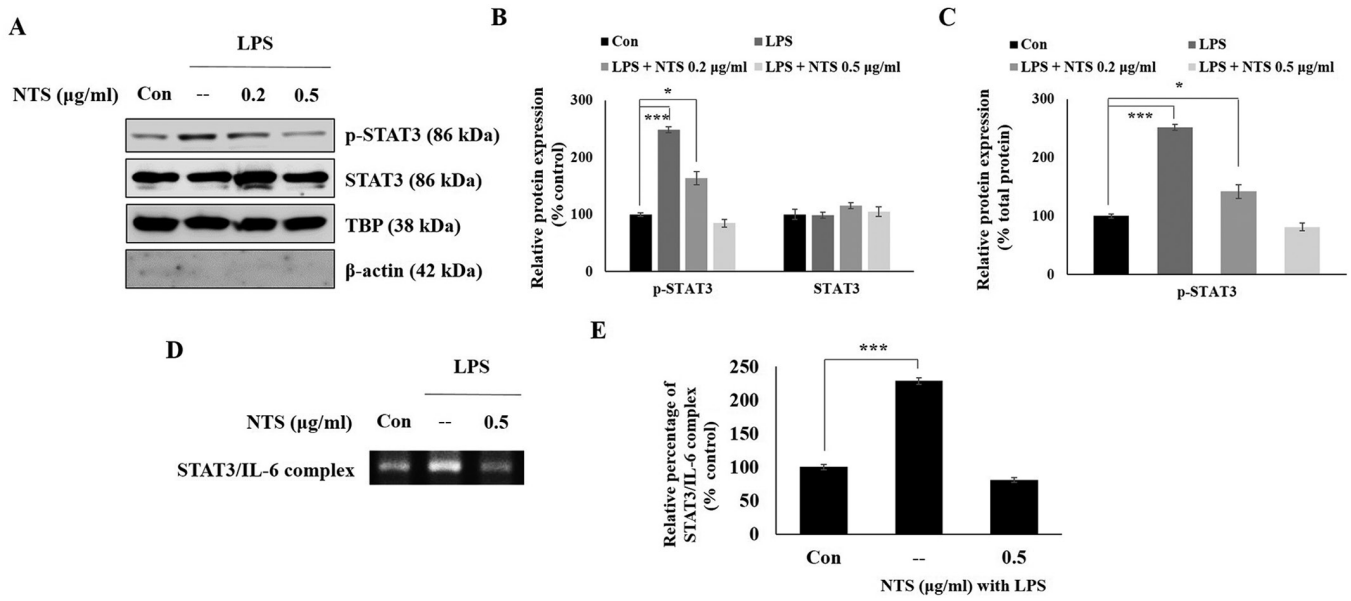 A
LPS
NTS (µg/ml) Con -- 0.2 0.5
p-STAT3 (86 kDa)
STAT3 (86 kDa)
TBP (38 kDa)
β-actin (42 kDa)
B
Con LPS
LPS + NTS 0.2 µg/ml LPS + NTS 0.5 µg/ml
Relative protein expression
(% control)
300
200
100
0
*
***
p-STAT3 STAT3
C
Con LPS
LPS + NTS 0.2 µg/ml LPS + NTS 0.5 µg/ml
Relative protein expression
(% total protein)
300
200
100
0
*
***
p-STAT3
D
LPS
NTS (µg/ml) Con -- 0.5
STAT3/IL-6 complex
E
Relative percentage of
STAT3/IL-6 complex
(% control)
250
200
150
100
50
0
***
Con -- 0.5
NTS (µg/ml) with LPS